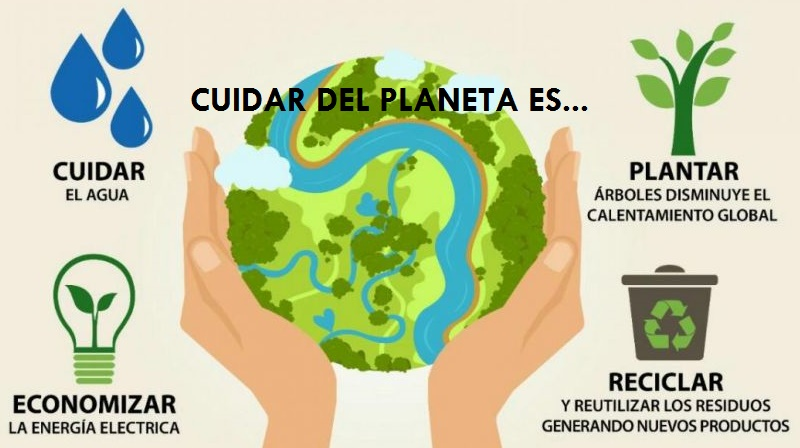 CUIDAR DEL PLANETA ES...
CUIDAR
EL AGUA
PLANTAR
ÁRBOLES DISMINUYE EL
CALENTAMIENTO GLOBAL
ECONOMIZAR
LA ENERGÍA ELECTRICA
RECICLAR
Y REUTILIZAR LOS RESIDUOS
GENERANDO NUEVOS PRODUCTOS